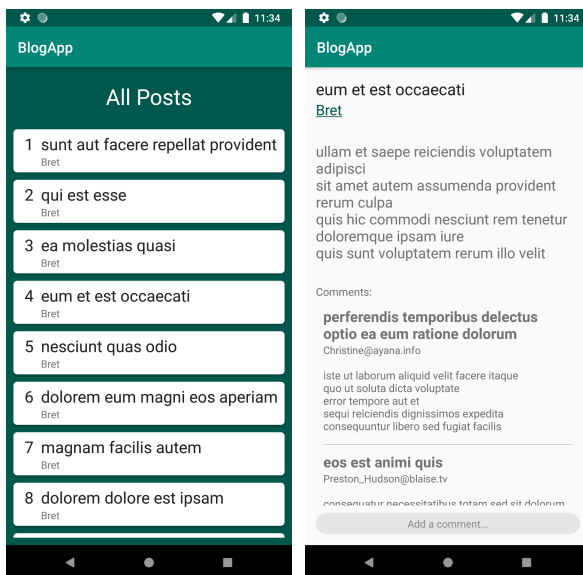 11:34
BlogApp
All Posts
1 sunt aut facere repellat provident
Bret
2 qui est esse
Bret
3 ea molestias quasi
Bret
4 eum et est occaecati
Bret
5 nesciunt quas odio
Bret
6 dolorem eum magni eos aperiam
Bret
7 magnam facilis autem
Bret
8 dolorem dolore est ipsam
Bret
11:34
BlogApp
eum et est occaecati
Bret
ullam et saepe reiciendis voluptatem
adipisci
sit amet autem assumenda provident
rerum culpa
quis hic commodi nesciunt rem tenetur
doloremque ipsam iure
quis sunt voluptatem rerum illo velit
Comments:
perferendis temporibus delectus
optio ea eum ratione dolorum
Christine@ayana.info
iste ut laborum aliquid velit facere itaque
quo ut soluta dicta voluptate
error tempore aut et
sequi reiciendis dignissimos expedita
consequuntur libero sed fugiat facilis
eos est animi quis
Preston_Hudson@blaise.tv
consequatur necessitatibus totam sed sit dolorum
Add a comment...